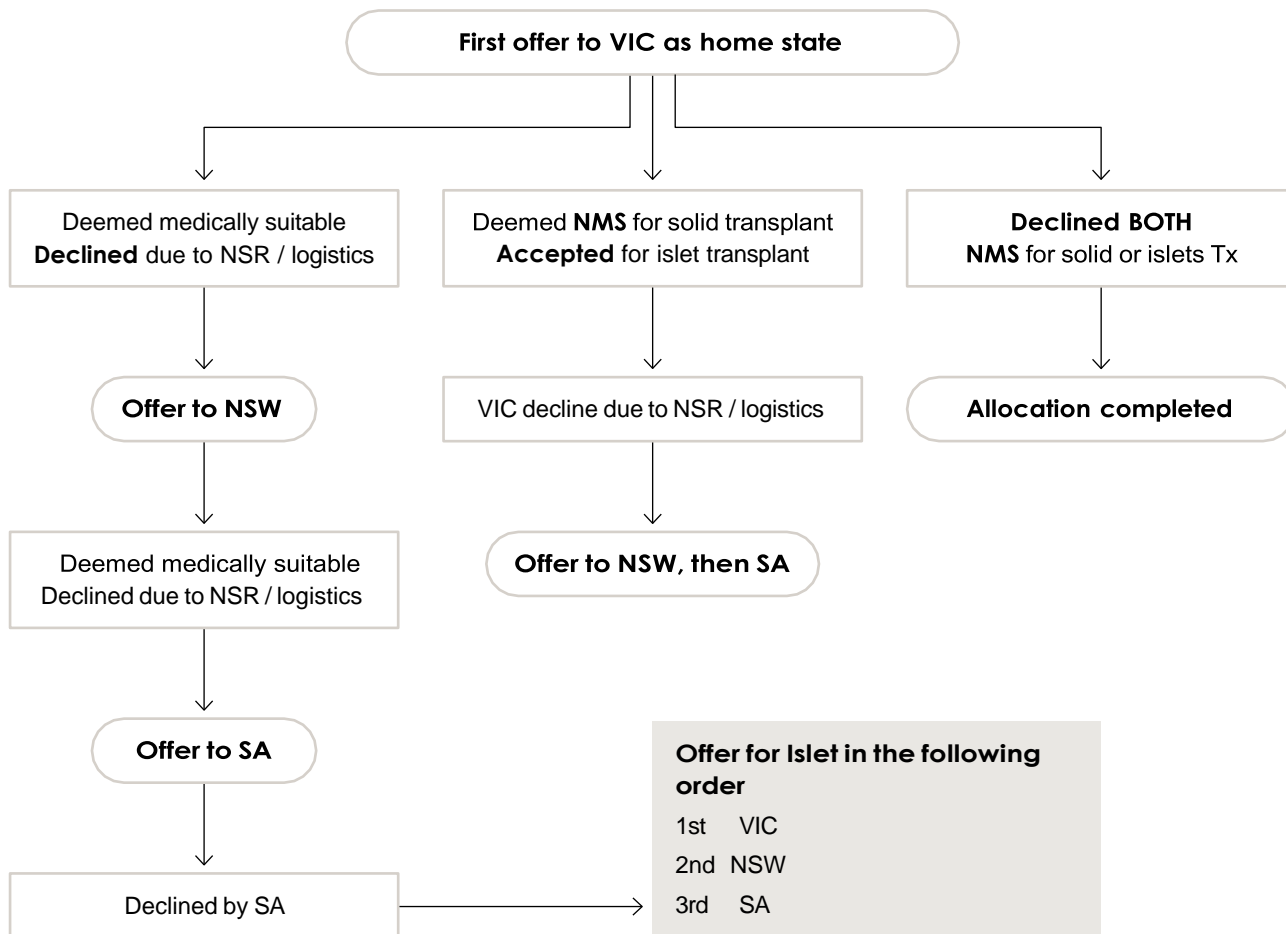 First offer to VIC as home state
Deemed medically suitable
Declined due to NSR / logistics
Deemed NMS for solid transplant
Accepted for islet transplant
Declined BOTH
NMS for solid or islets Tx
Offer to NSW
VIC decline due to NSR / logistics
Allocation completed
Deemed medically suitable
Declined due to NSR / logistics
Offer to NSW, then SA
Offer to SA
Declined by SA
Offer for Islet in the following
order
1st VIC
2nd NSW
3rd SA